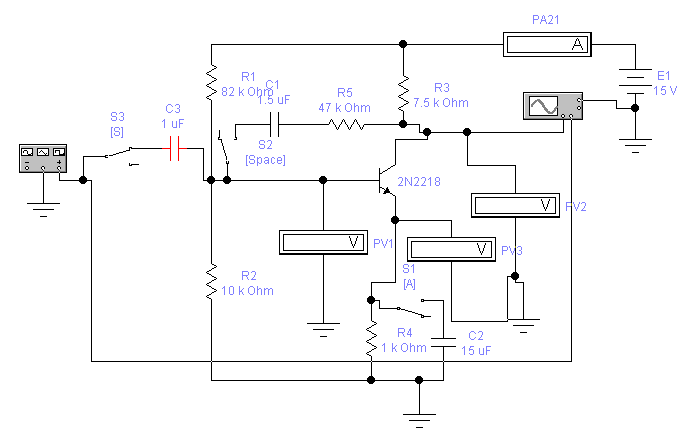 PA21
A
E1
15 V
R1
82 k Ohm
C1
1.5 uF
R5
47 k Ohm
R3
7.5 k Ohm
S3
[S]
C3
1 uF
S2
[Space]
2N2218
V
PV2
V
PV1
V
PV3
S1
[A]
R2
10 k Ohm
R4
1 k Ohm
C2
15 uF